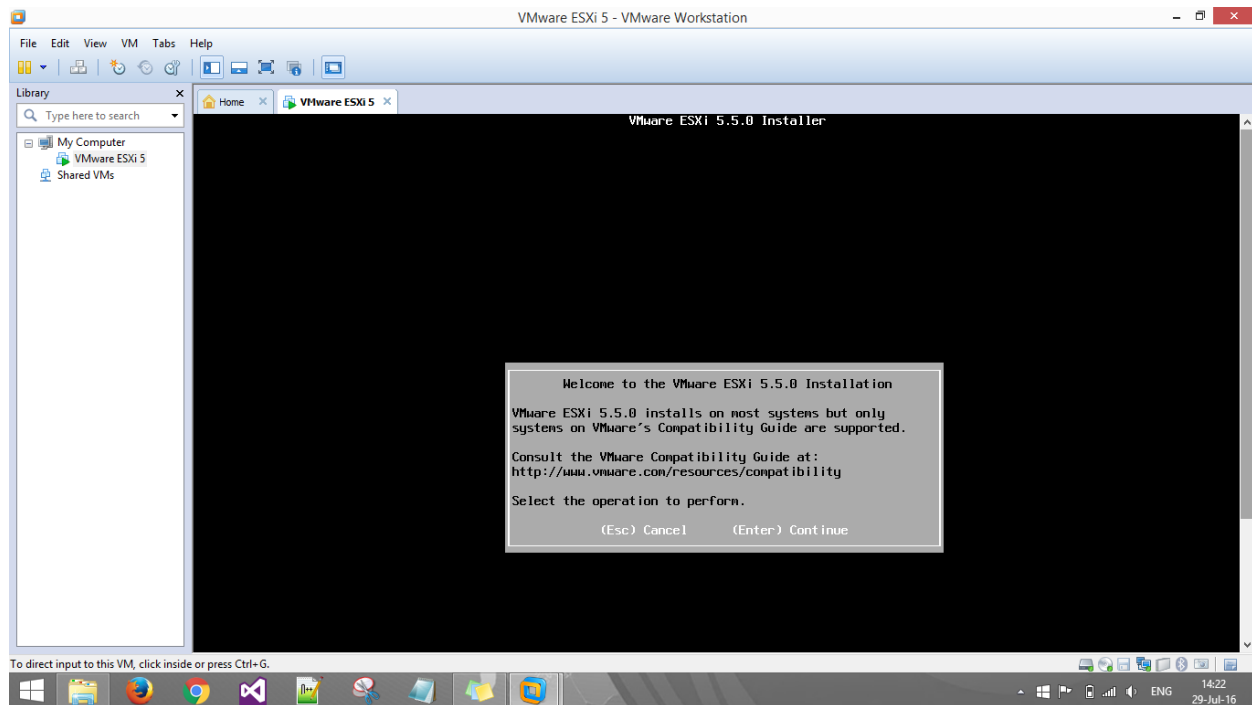 VMware ESXi 5 - VMware Workstation
File Edit View VM Tabs Help
Library
Type here to search
My Computer
VMware ESXi 5
Shared VMs
Home
VMware ESXi 5
VMware ESXi 5.5.0 Installer
Welcome to the VMware ESXi 5.5.0 Installation
VMware ESXi 5.5.0 installs on most systems but only
systems on VMware's Compatibility Guide are supported.
Consult the VMware Compatibility Guide at:
http://www.vmware.com/resources/compatibility
Select the operation to perform.
(Esc) Cancel (Enter) Continue
To direct input to this VM, click inside or press Ctrl+G.
ENG
14:22
29-Jul-16